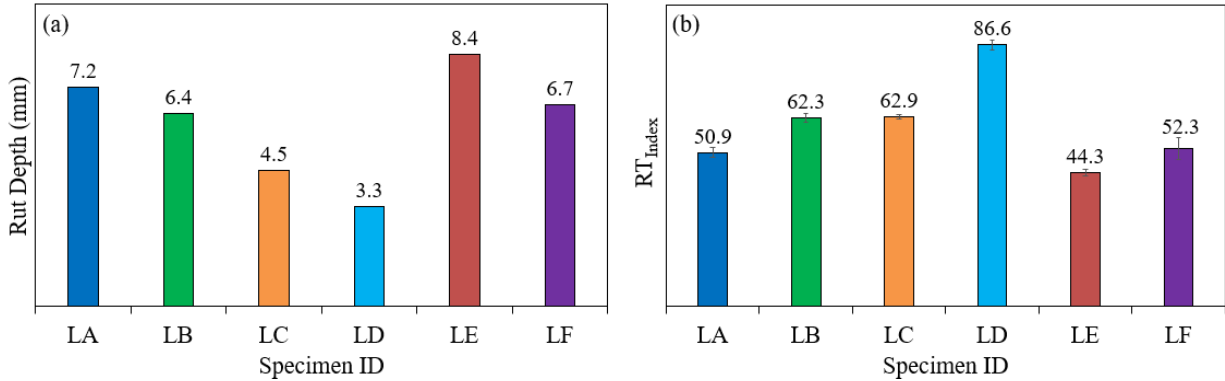 (a)
Rut Depth (mm)
7.2
6.4
4.5
3.3
8.4
6.7
LA LB LC LD LE LF
Specimen ID
(b)
RT_Index
50.9
62.3
62.9
86.6
44.3
52.3
LA LB LC LD LE LF
Specimen ID